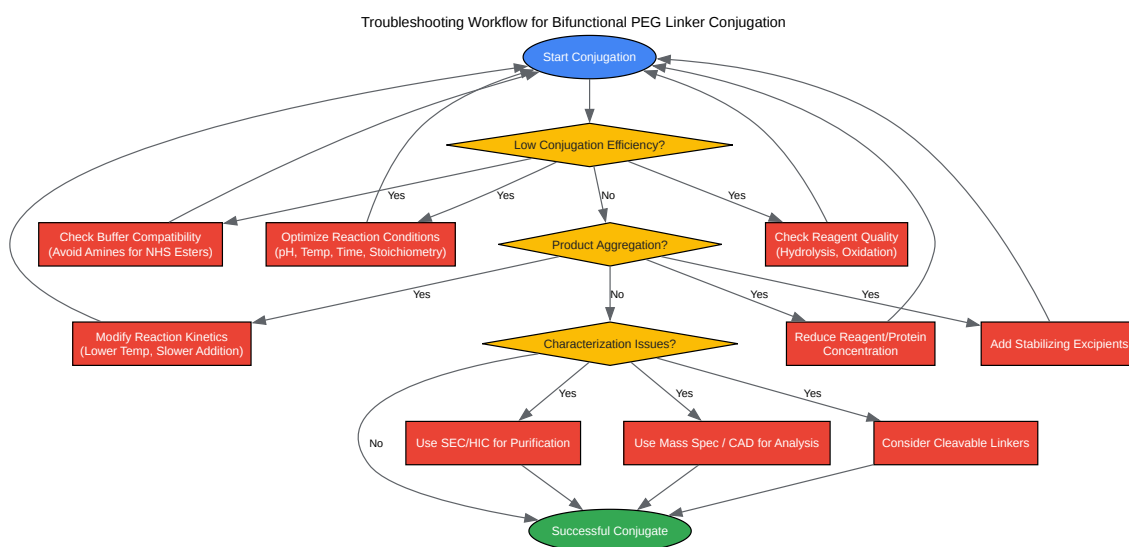 Troubleshooting Workflow for Bifunctional PEG Linker Conjugation
Start Conjugation
Low Conjugation Efficiency?
Yes
Yes
No
Yes
Check Buffer Compatibility
(Avoid Amines for NHS Esters)
Optimize Reaction Conditions
(pH, Temp, Time, Stoichiometry)
Product Aggregation?
Check Reagent Quality
(Hydrolysis, Oxidation)
Yes
No
Yes
Yes
Modify Reaction Kinetics
(Lower Temp, Slower Addition)
Characterization Issues?
Reduce Reagent/Protein
Concentration
Add Stabilizing Excipients
Yes
Yes
Yes
No
Use SEC/HIC for Purification
Use Mass Spec / CAD for Analysis
Consider Cleavable Linkers
Successful Conjugate